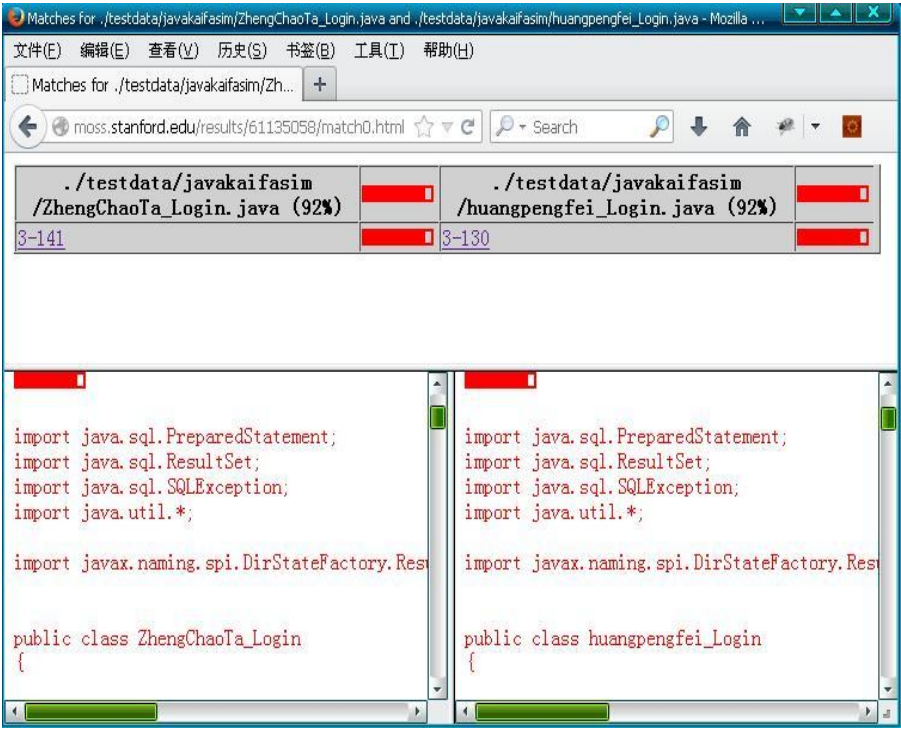 Matches for ./testdata/javakaifasim/ZhengChaoTa_Login.java and ./testdata/javakaifasim/huangpengfei_Login.java - Mozilla ...
文件(F) 编辑(E) 查看(V) 历史(S) 书签(B) 工具(T) 帮助(H)
Matches for ./testdata/javakaifasim/Zh... +
moss.stanford.edu/results/61135058/match0.html Search
./testdata/javakaifasim
/ZhengChaoTa_Login.java (92%)
./testdata/javakaifasim
/huangpengfei_Login.java (92%)
3-141
3-130
import java.sql.PreparedStatement;
import java.sql.ResultSet;
import java.sql.SQLException;
import java.util.*;
import javax.naming.spi.DirStateFactory.Res
public class ZhengChaoTa_Login
{
import java.sql.PreparedStatement;
import java.sql.ResultSet;
import java.sql.SQLException;
import java.util.*;
import javax.naming.spi.DirStateFactory.Res
public class huangpengfei_Login
{